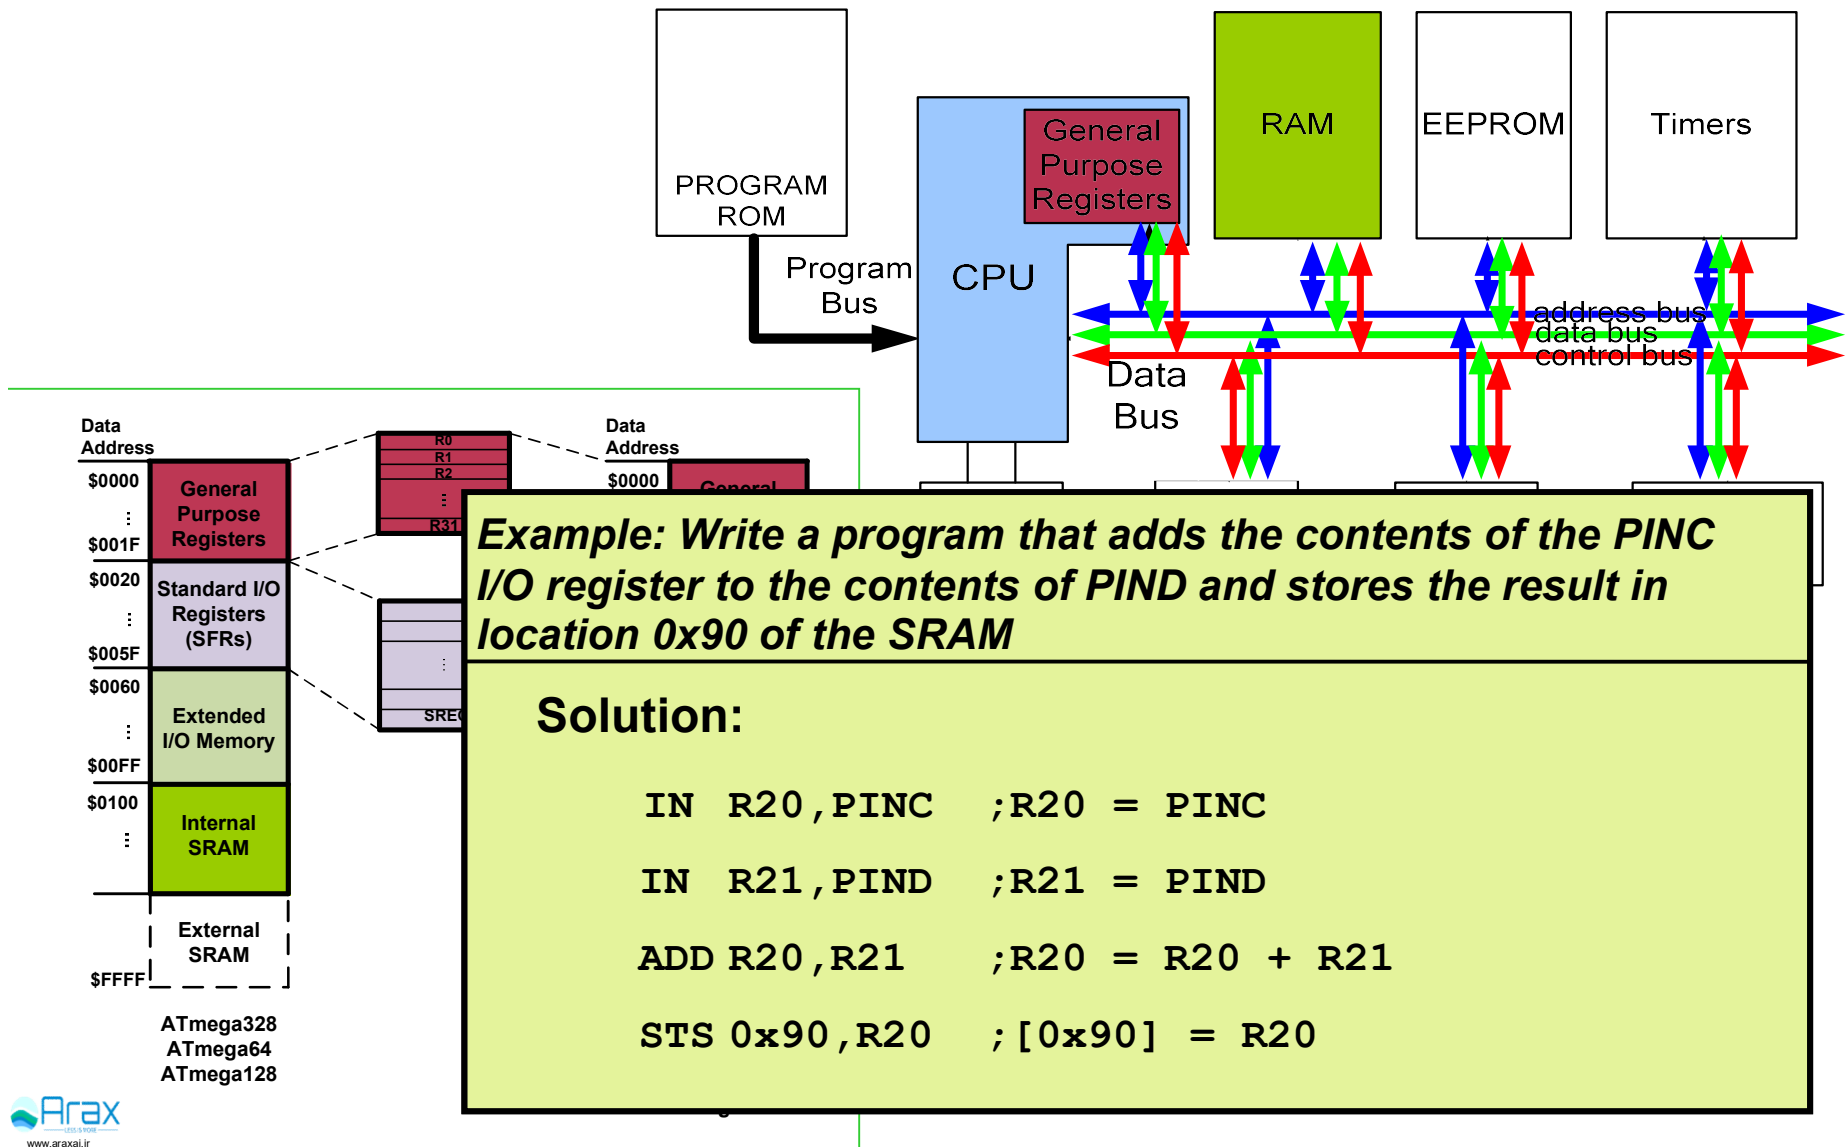 PROGRAM
ROM
Program
Bus
CPU
General
Purpose
Registers
RAM
EEPROM
Timers
address bus
data bus
control bus
Data
Bus
Data
Address
$0000
⋮
$001F
$0020
⋮
$005F
$0060
⋮
$00FF
$0100
⋮
$FFFF
General
Purpose
Registers
Standard I/O
Registers
(SFRs)
Extended
I/O Memory
Internal
SRAM
External
SRAM
ATmega328
ATmega64
ATmega128
R0
R1
R2
⋮
R31
⋮
Data
Address
$0000
General
Example: Write a program that adds the contents of the PINC
I/O register to the contents of PIND and stores the result in
location 0x90 of the SRAM
Solution:
IN R20,PINC ;R20 = PINC
IN R21,PIND ;R21 = PIND
ADD R20,R21 ;R20 = R20 + R21
STS 0x90,R20 ;[0x90] = R20
Arax
www.araxai.ir